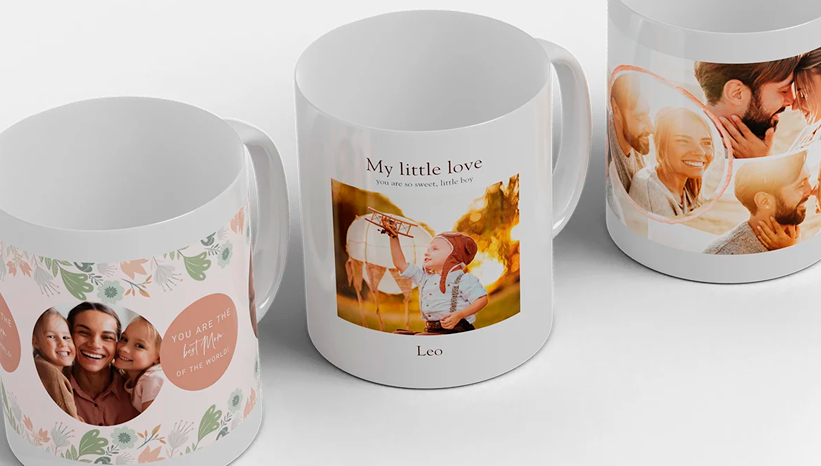 YOU ARE THE
best Mom
OF THE WORLD!
My little love
you are so sweet, little boy
Leo